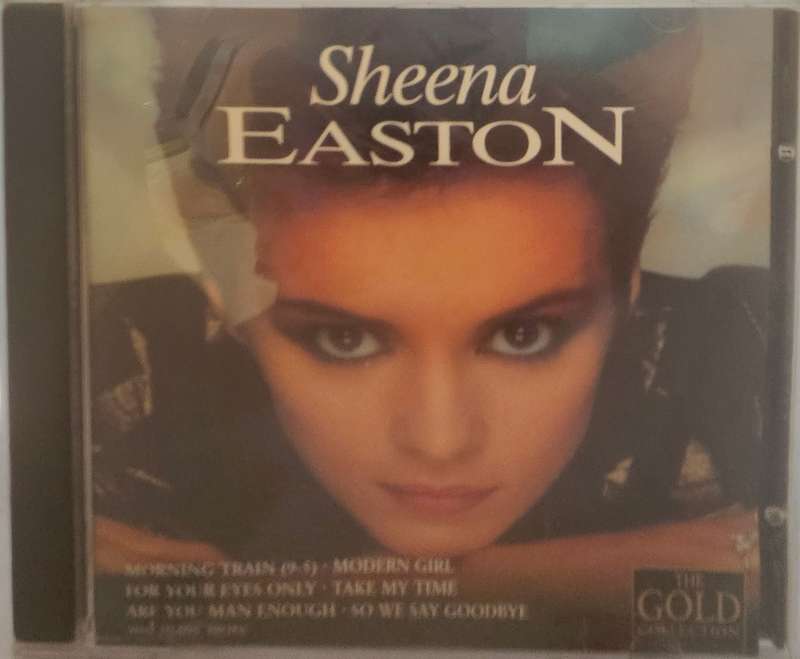 Sheena
EASTON
MORNING TRAIN (9-5) · MODERN GIRL
FOR YOUR EYES ONLY · TAKE MY TIME
ARE YOU MAN ENOUGH · SO WE SAY GOODBYE
and many more
THE
GOLD
COLLECTION